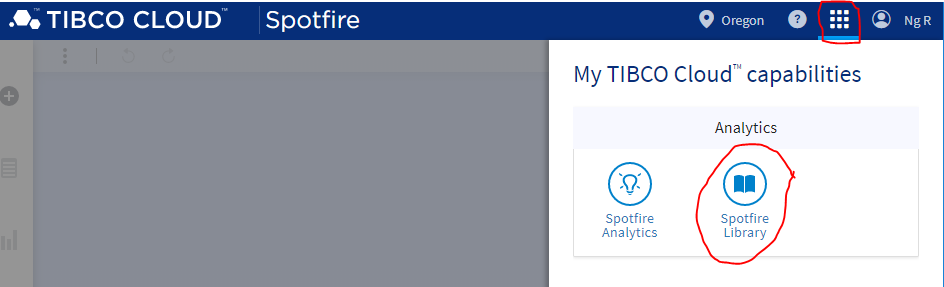 TIBCO CLOUD™ Spotfire Oregon ? Ng R
My TIBCO Cloud™ capabilities
Analytics
Spotfire Spotfire
Analytics Library